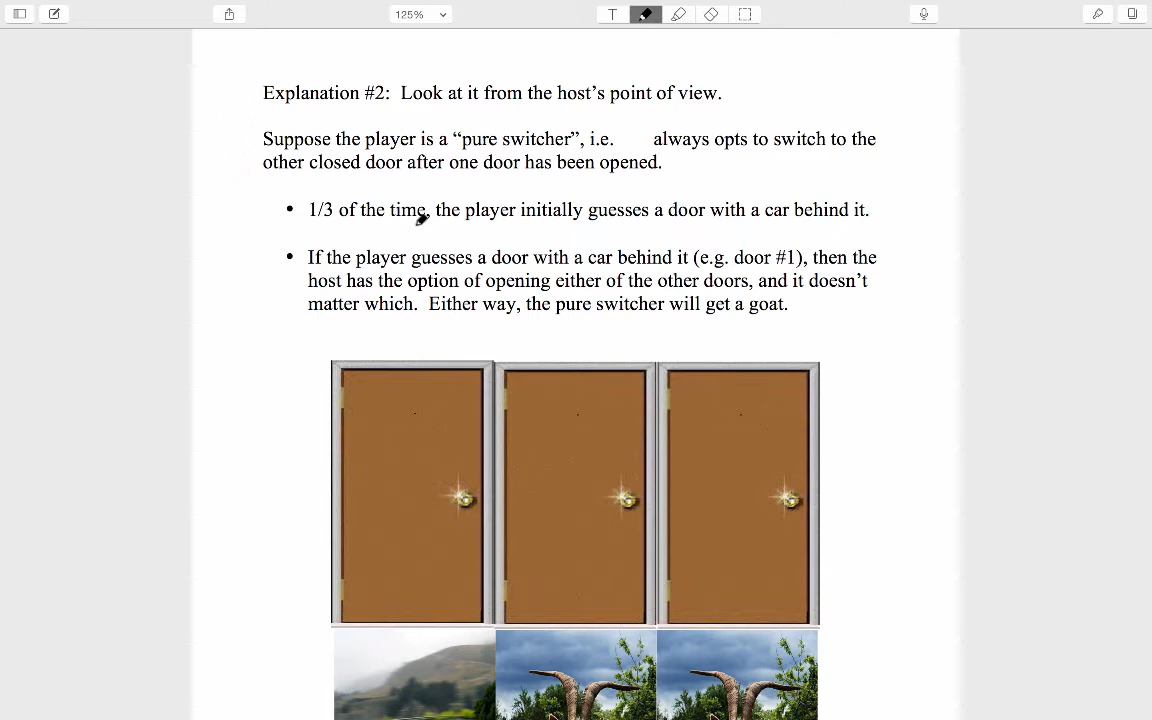 125%
T
Explanation #2: Look at it from the host's point of view.
Suppose the player is a “pure switcher”, i.e. always opts to switch to the
other closed door after one door has been opened.
• 1/3 of the time, the player initially guesses a door with a car behind it.
• If the player guesses a door with a car behind it (e.g. door #1), then the
host has the option of opening either of the other doors, and it doesn't
matter which. Either way, the pure switcher will get a goat.